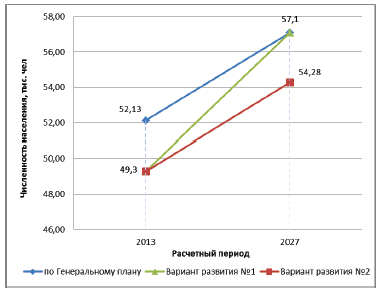 Численность населения, тыс. чел
58,00
56,00
54,00
52,00
50,00
48,00
46,00
57,1
54,28
52,13
49,3
2013
2027
Расчетный период
по Генеральному плану
Вариант развития №1
Вариант развития №2